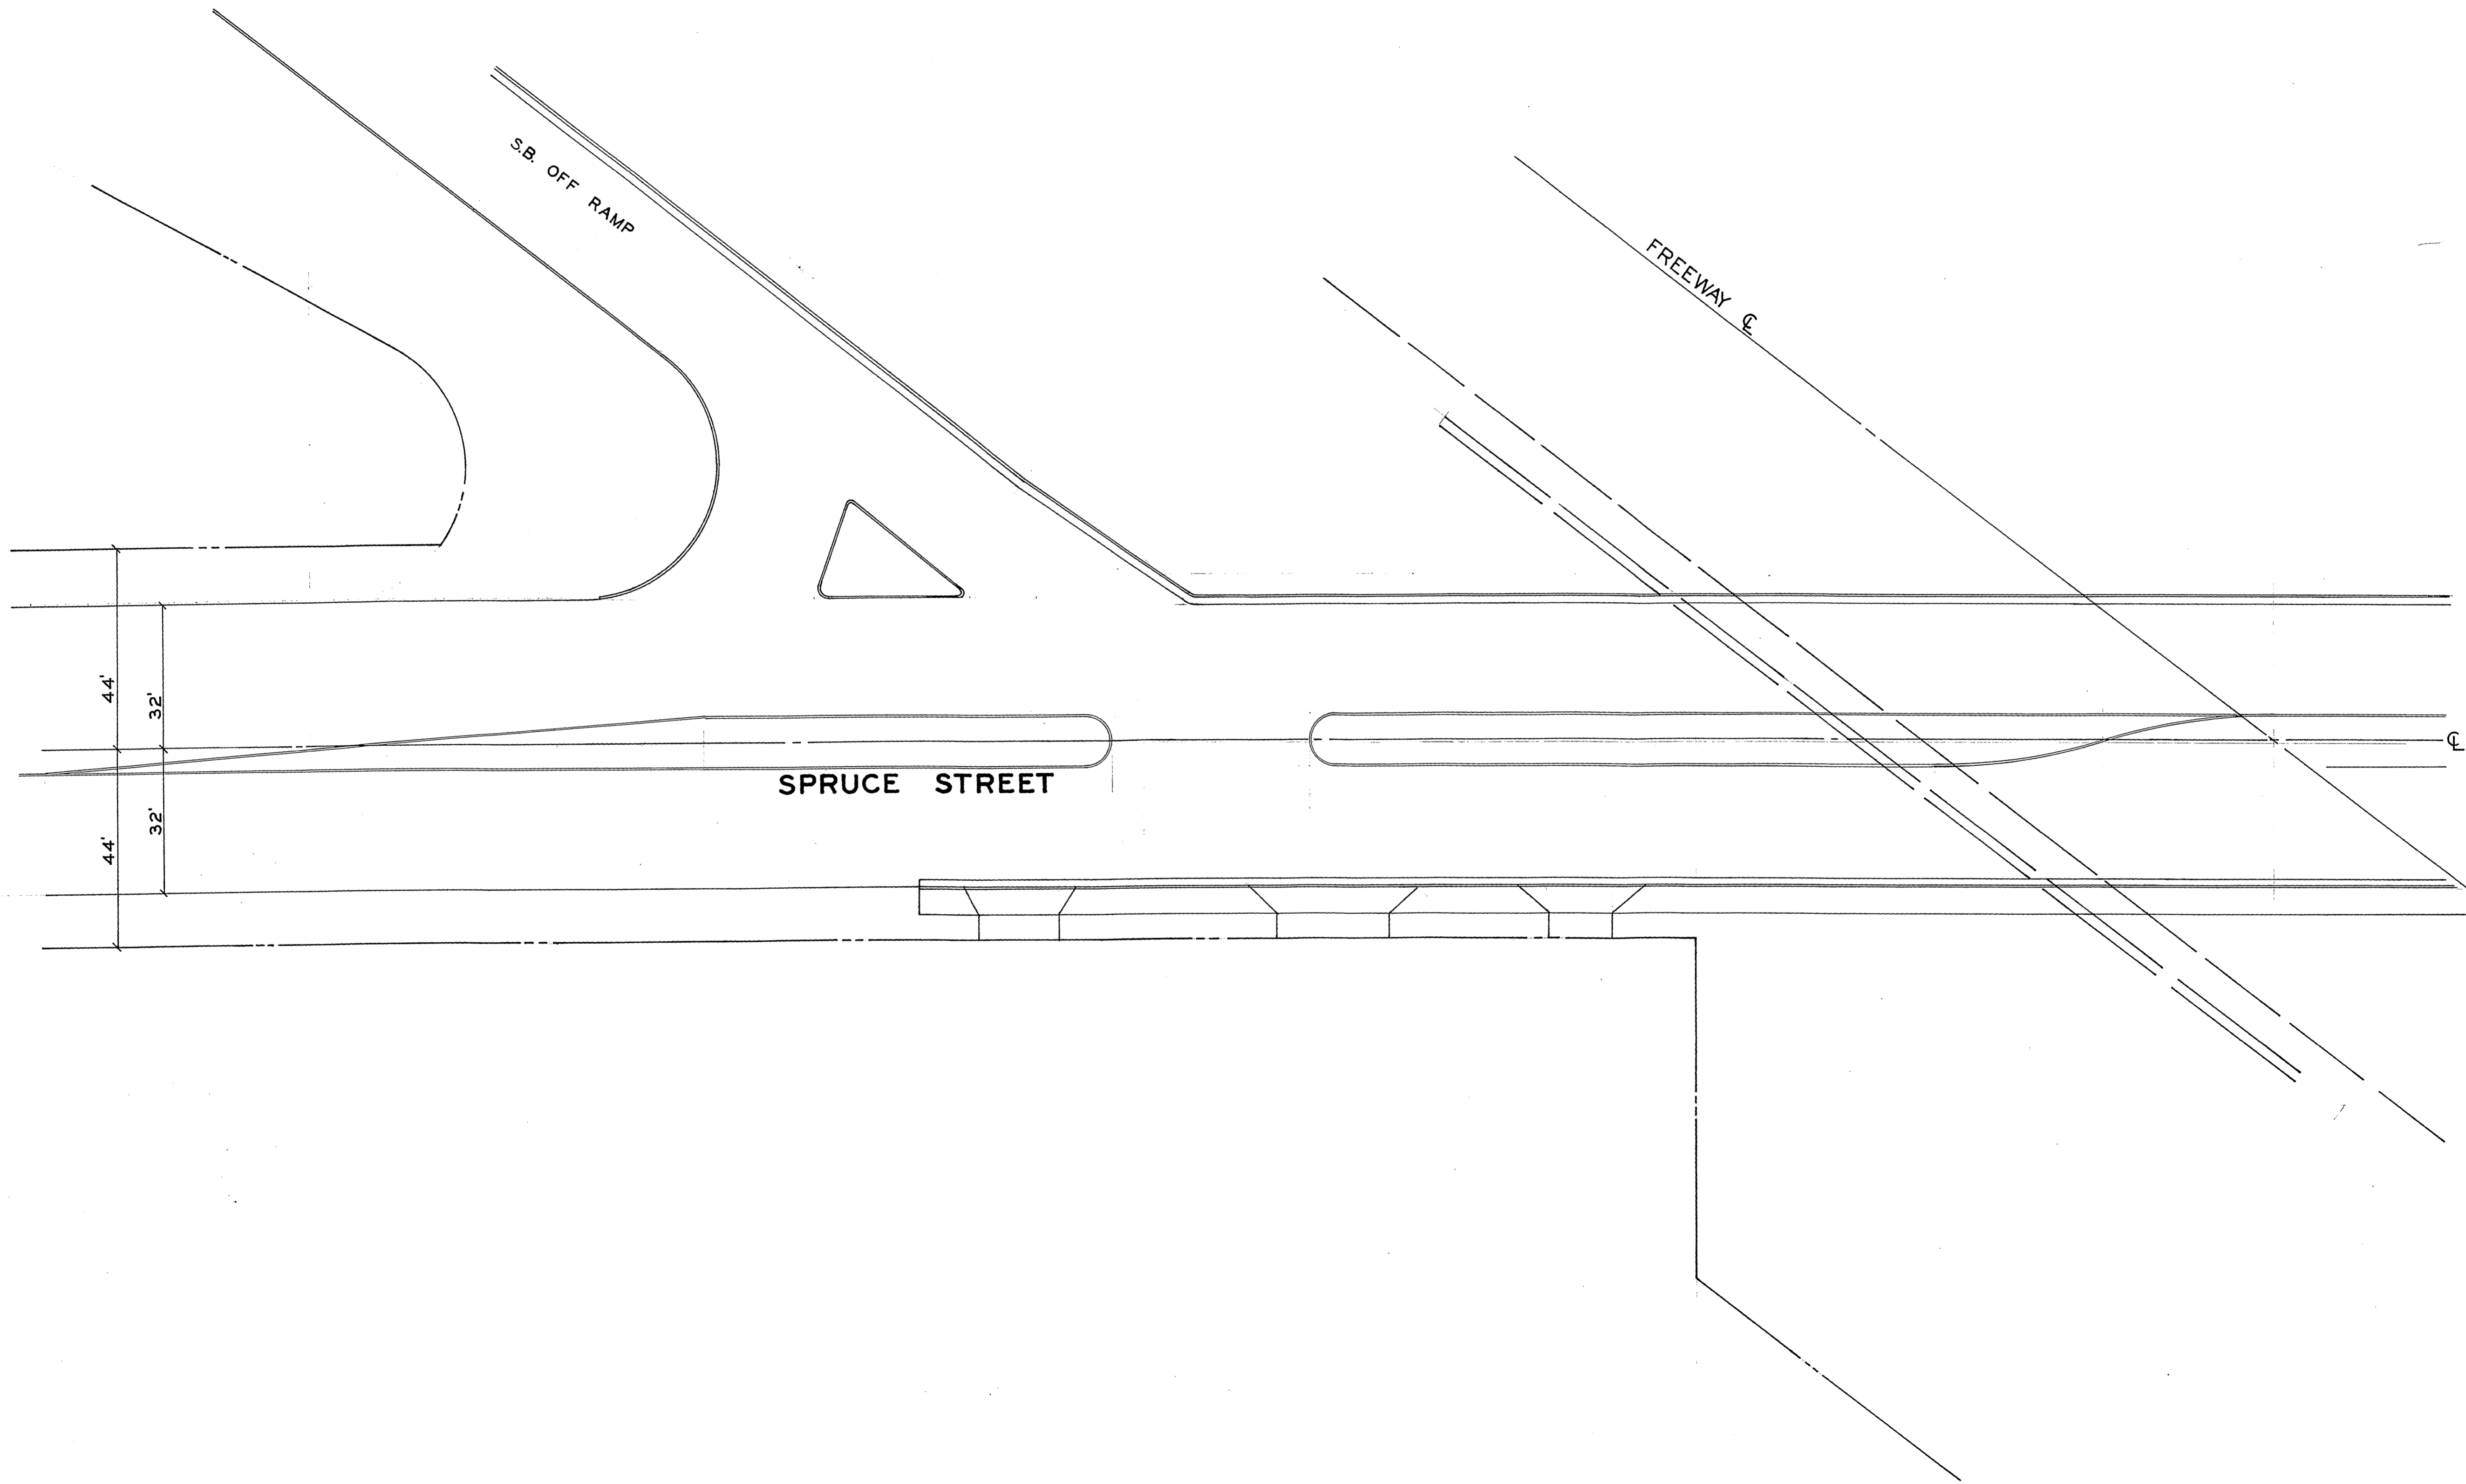 S.B. OFF RAMP
FREEWAY ℄
44'
32'
℄
SPRUCE STREET
32'
44'